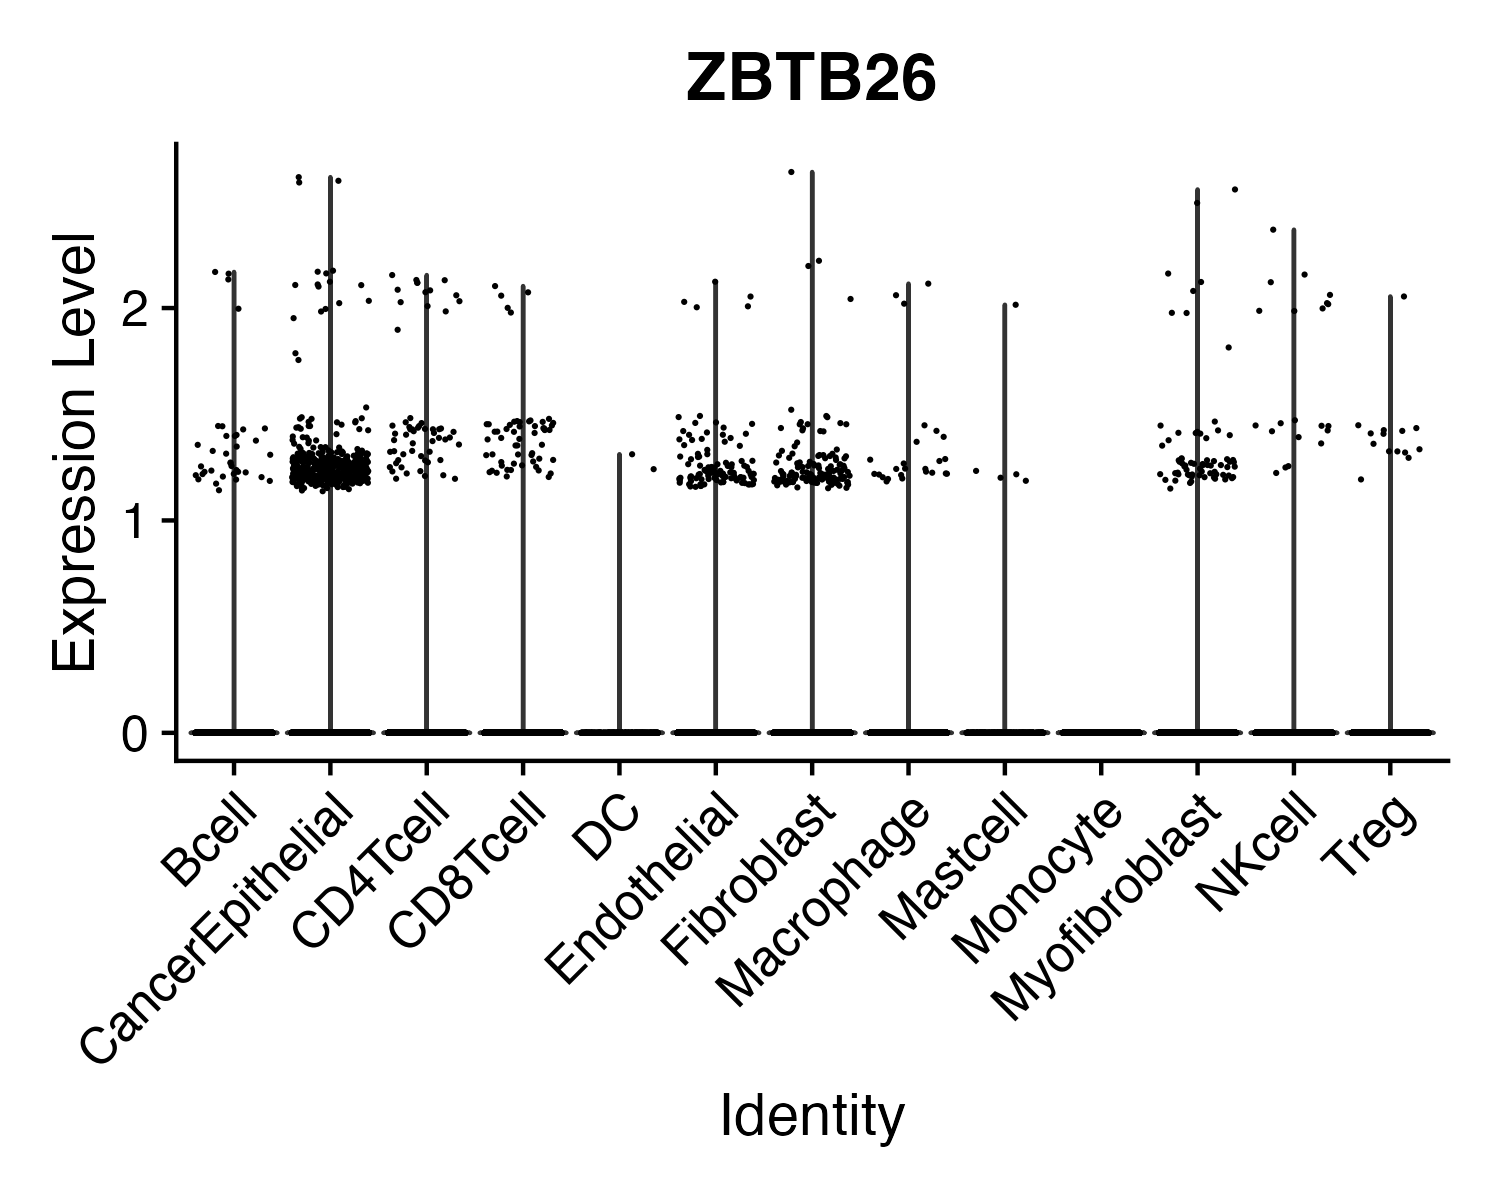 ZBTB26
Expression Level
2
1
0
Bcell
CancerEpithelial
CD4Tcell
CD8Tcell
DC
Endothelial
Fibroblast
Macrophage
Mastcell
Monocyte
Myofibroblast
NKcell
Treg
Identity